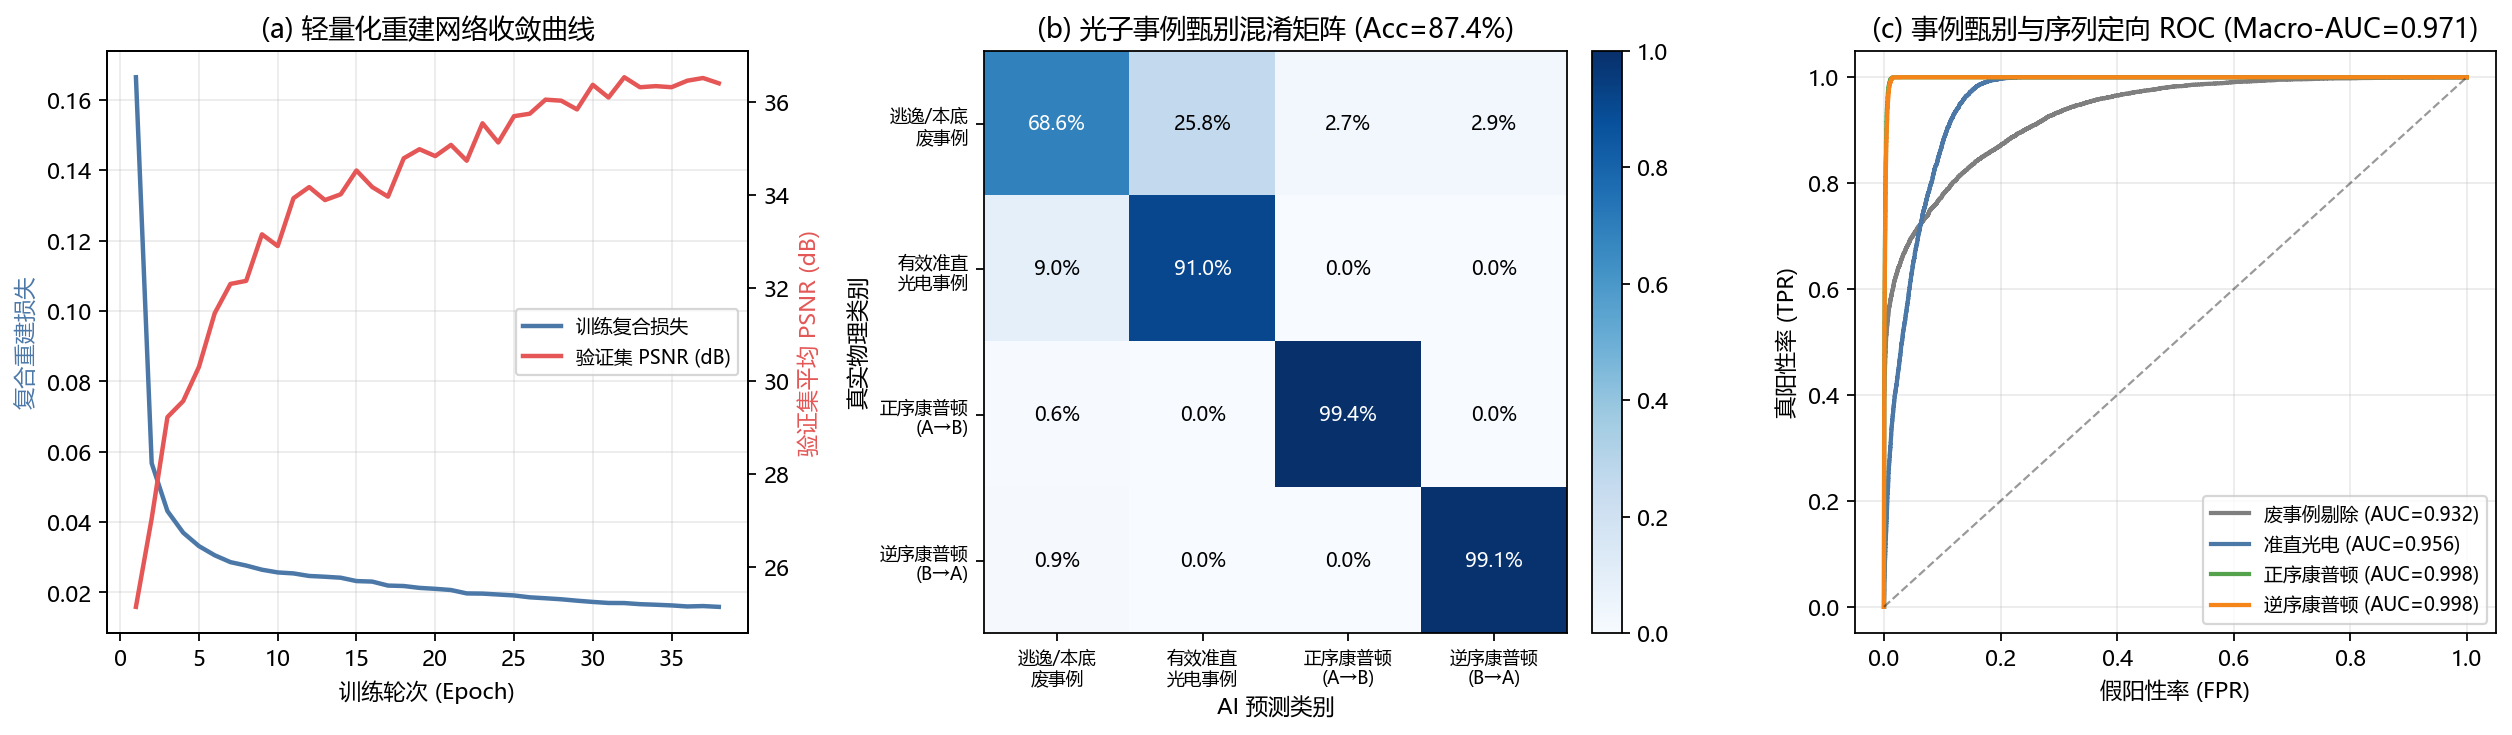 (a) 轻量化重建网络收敛曲线
复合重建损失
0.16
0.14
0.12
0.10
0.08
0.06
0.04
0.02
0
5
10
15
20
25
30
35
训练轮次 (Epoch)
36
34
32
30
28
26
验证集平均 PSNR (dB)
训练复合损失
验证集 PSNR (dB)
(b) 光子事例甄别混淆矩阵 (Acc=87.4%)
真实物理类别
逃逸/本底
废事例
68.6%
25.8%
2.7%
2.9%
有效准直
光电事例
9.0%
91.0%
0.0%
0.0%
正序康普顿
(A→B)
0.6%
0.0%
99.4%
0.0%
逆序康普顿
(B→A)
0.9%
0.0%
0.0%
99.1%
逃逸/本底
废事例
有效准直
光电事例
正序康普顿
(A→B)
逆序康普顿
(B→A)
AI 预测类别
1.0
0.8
0.6
0.4
0.2
0.0
(c) 事例甄别与序列定向 ROC (Macro-AUC=0.971)
真阳性率 (TPR)
1.0
0.8
0.6
0.4
0.2
0.0
废事例剔除 (AUC=0.932)
准直光电 (AUC=0.956)
正序康普顿 (AUC=0.998)
逆序康普顿 (AUC=0.998)
0.0
0.2
0.4
0.6
0.8
1.0
假阳性率 (FPR)